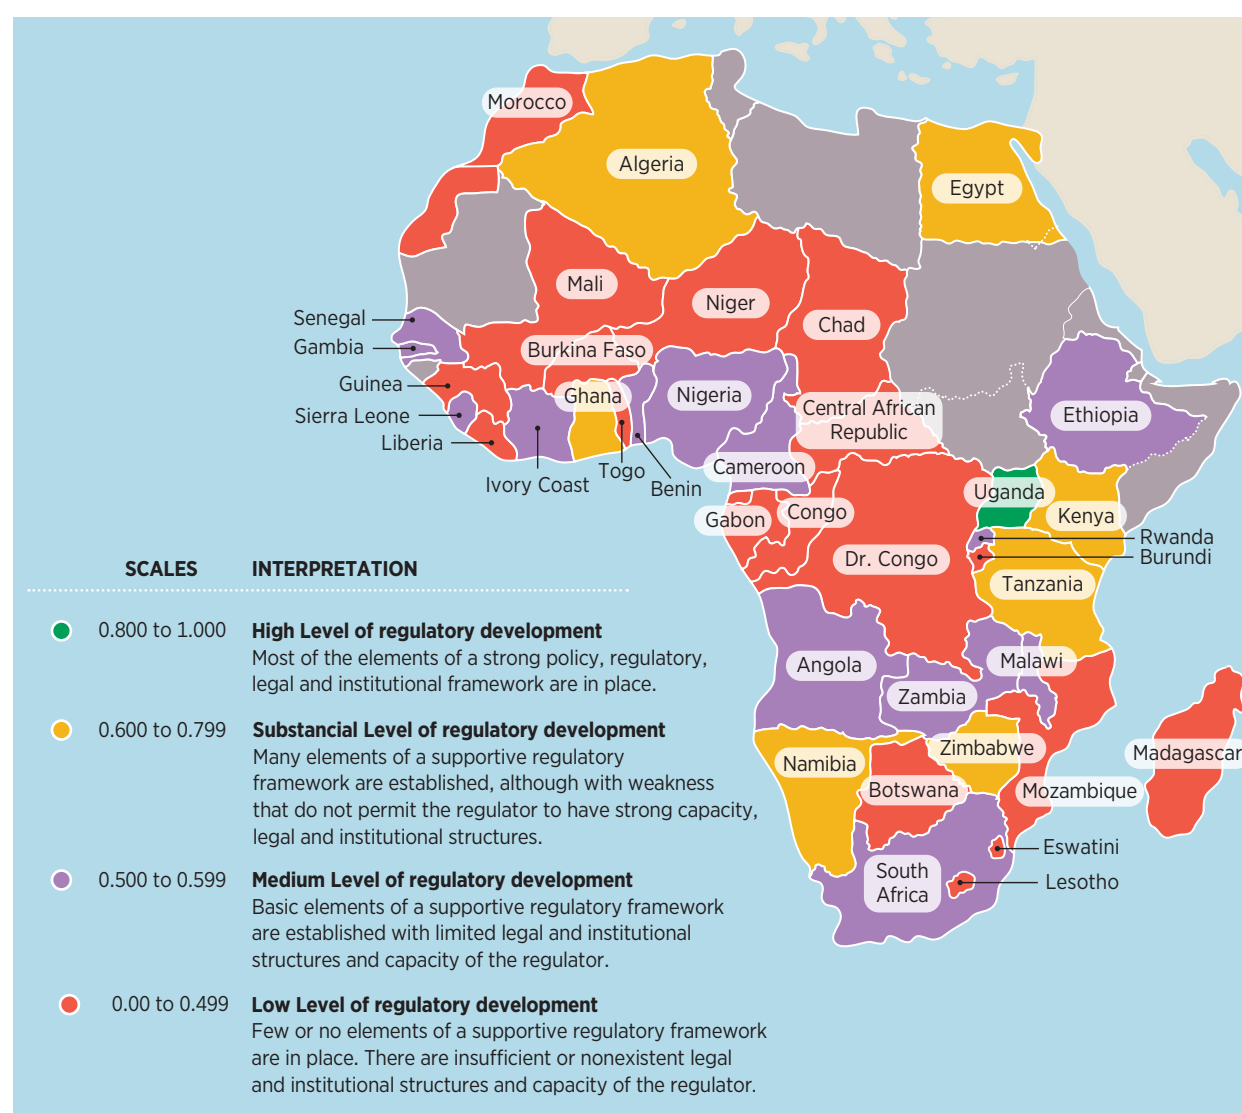 Morocco
Algeria
Egypt
Mali
Niger
Chad
Senegal
Gambia
Burkina Faso
Guinea
Ghana
Nigeria
Sierra Leone
Central African
Republic
Ethiopia
Liberia
Ivory Coast
Togo
Benin
Cameroon
Uganda
Gabon
Congo
Kenya
Rwanda
Burundi
Dr. Congo
Tanzania
Angola
Malawi
Zambia
Namibia
Zimbabwe
Madagascar
Botswana
Mozambique
Eswatini
South
Africa
Lesotho
SCALES INTERPRETATION
0.800 to 1.000 High Level of regulatory development
Most of the elements of a strong policy, regulatory,
legal and institutional framework are in place.
0.600 to 0.799 Substancial Level of regulatory development
Many elements of a supportive regulatory
framework are established, although with weakness
that do not permit the regulator to have strong capacity,
legal and institutional structures.
0.500 to 0.599 Medium Level of regulatory development
Basic elements of a supportive regulatory framework
are established with limited legal and institutional
structures and capacity of the regulator.
0.00 to 0.499 Low Level of regulatory development
Few or no elements of a supportive regulatory framework
are in place. There are insufficient or nonexistent legal
and institutional structures and capacity of the regulator.